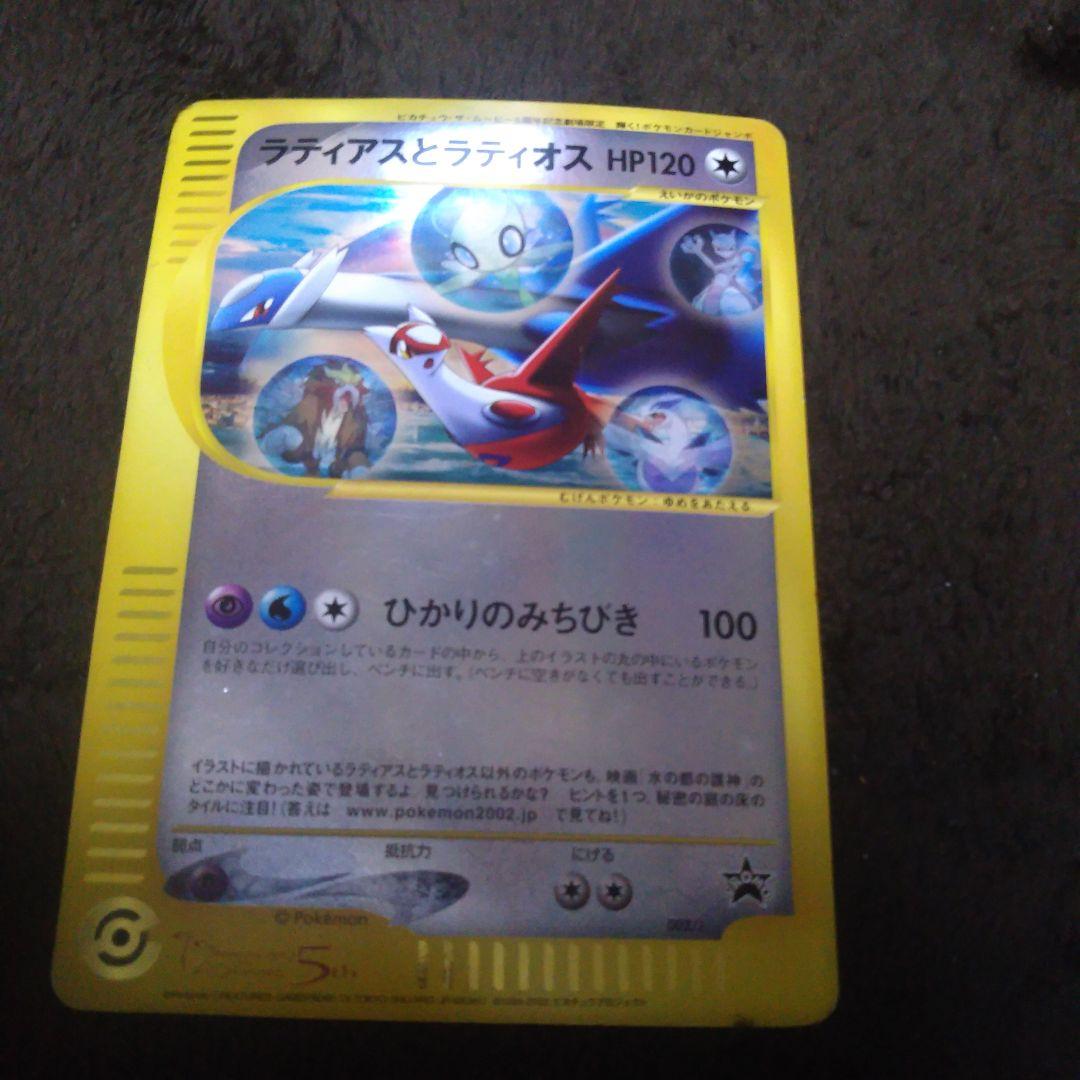 ピカチュウ・ザ・ムービー5周年記念劇場限定 輝く!ポケモンカードジャンボ
ラティアスとラティオス HP120
えいがのポケモン
むげんポケモン・ゆめをあたえる
ひかりのみちびき 100
自分のコレクションしているカードの中から、上のイラストの丸の中にいるポケモン
を好きなだけ選び出し、ベンチに出す。(ベンチに空きがなくても出すことができる。)
イラストに描かれているラティアスとラティオス以外のポケモンも、映画「水の都の護神」の
どこかに変わった姿で登場するよ。見つけられるかな? ヒントを1つ。秘密の庭の床の
タイルに注目!(答えは www.pokemon2002.jp で見てね!)
弱点 抵抗力 にげる
002/
© Pokémon
5th
ピカチュウプロジェクト